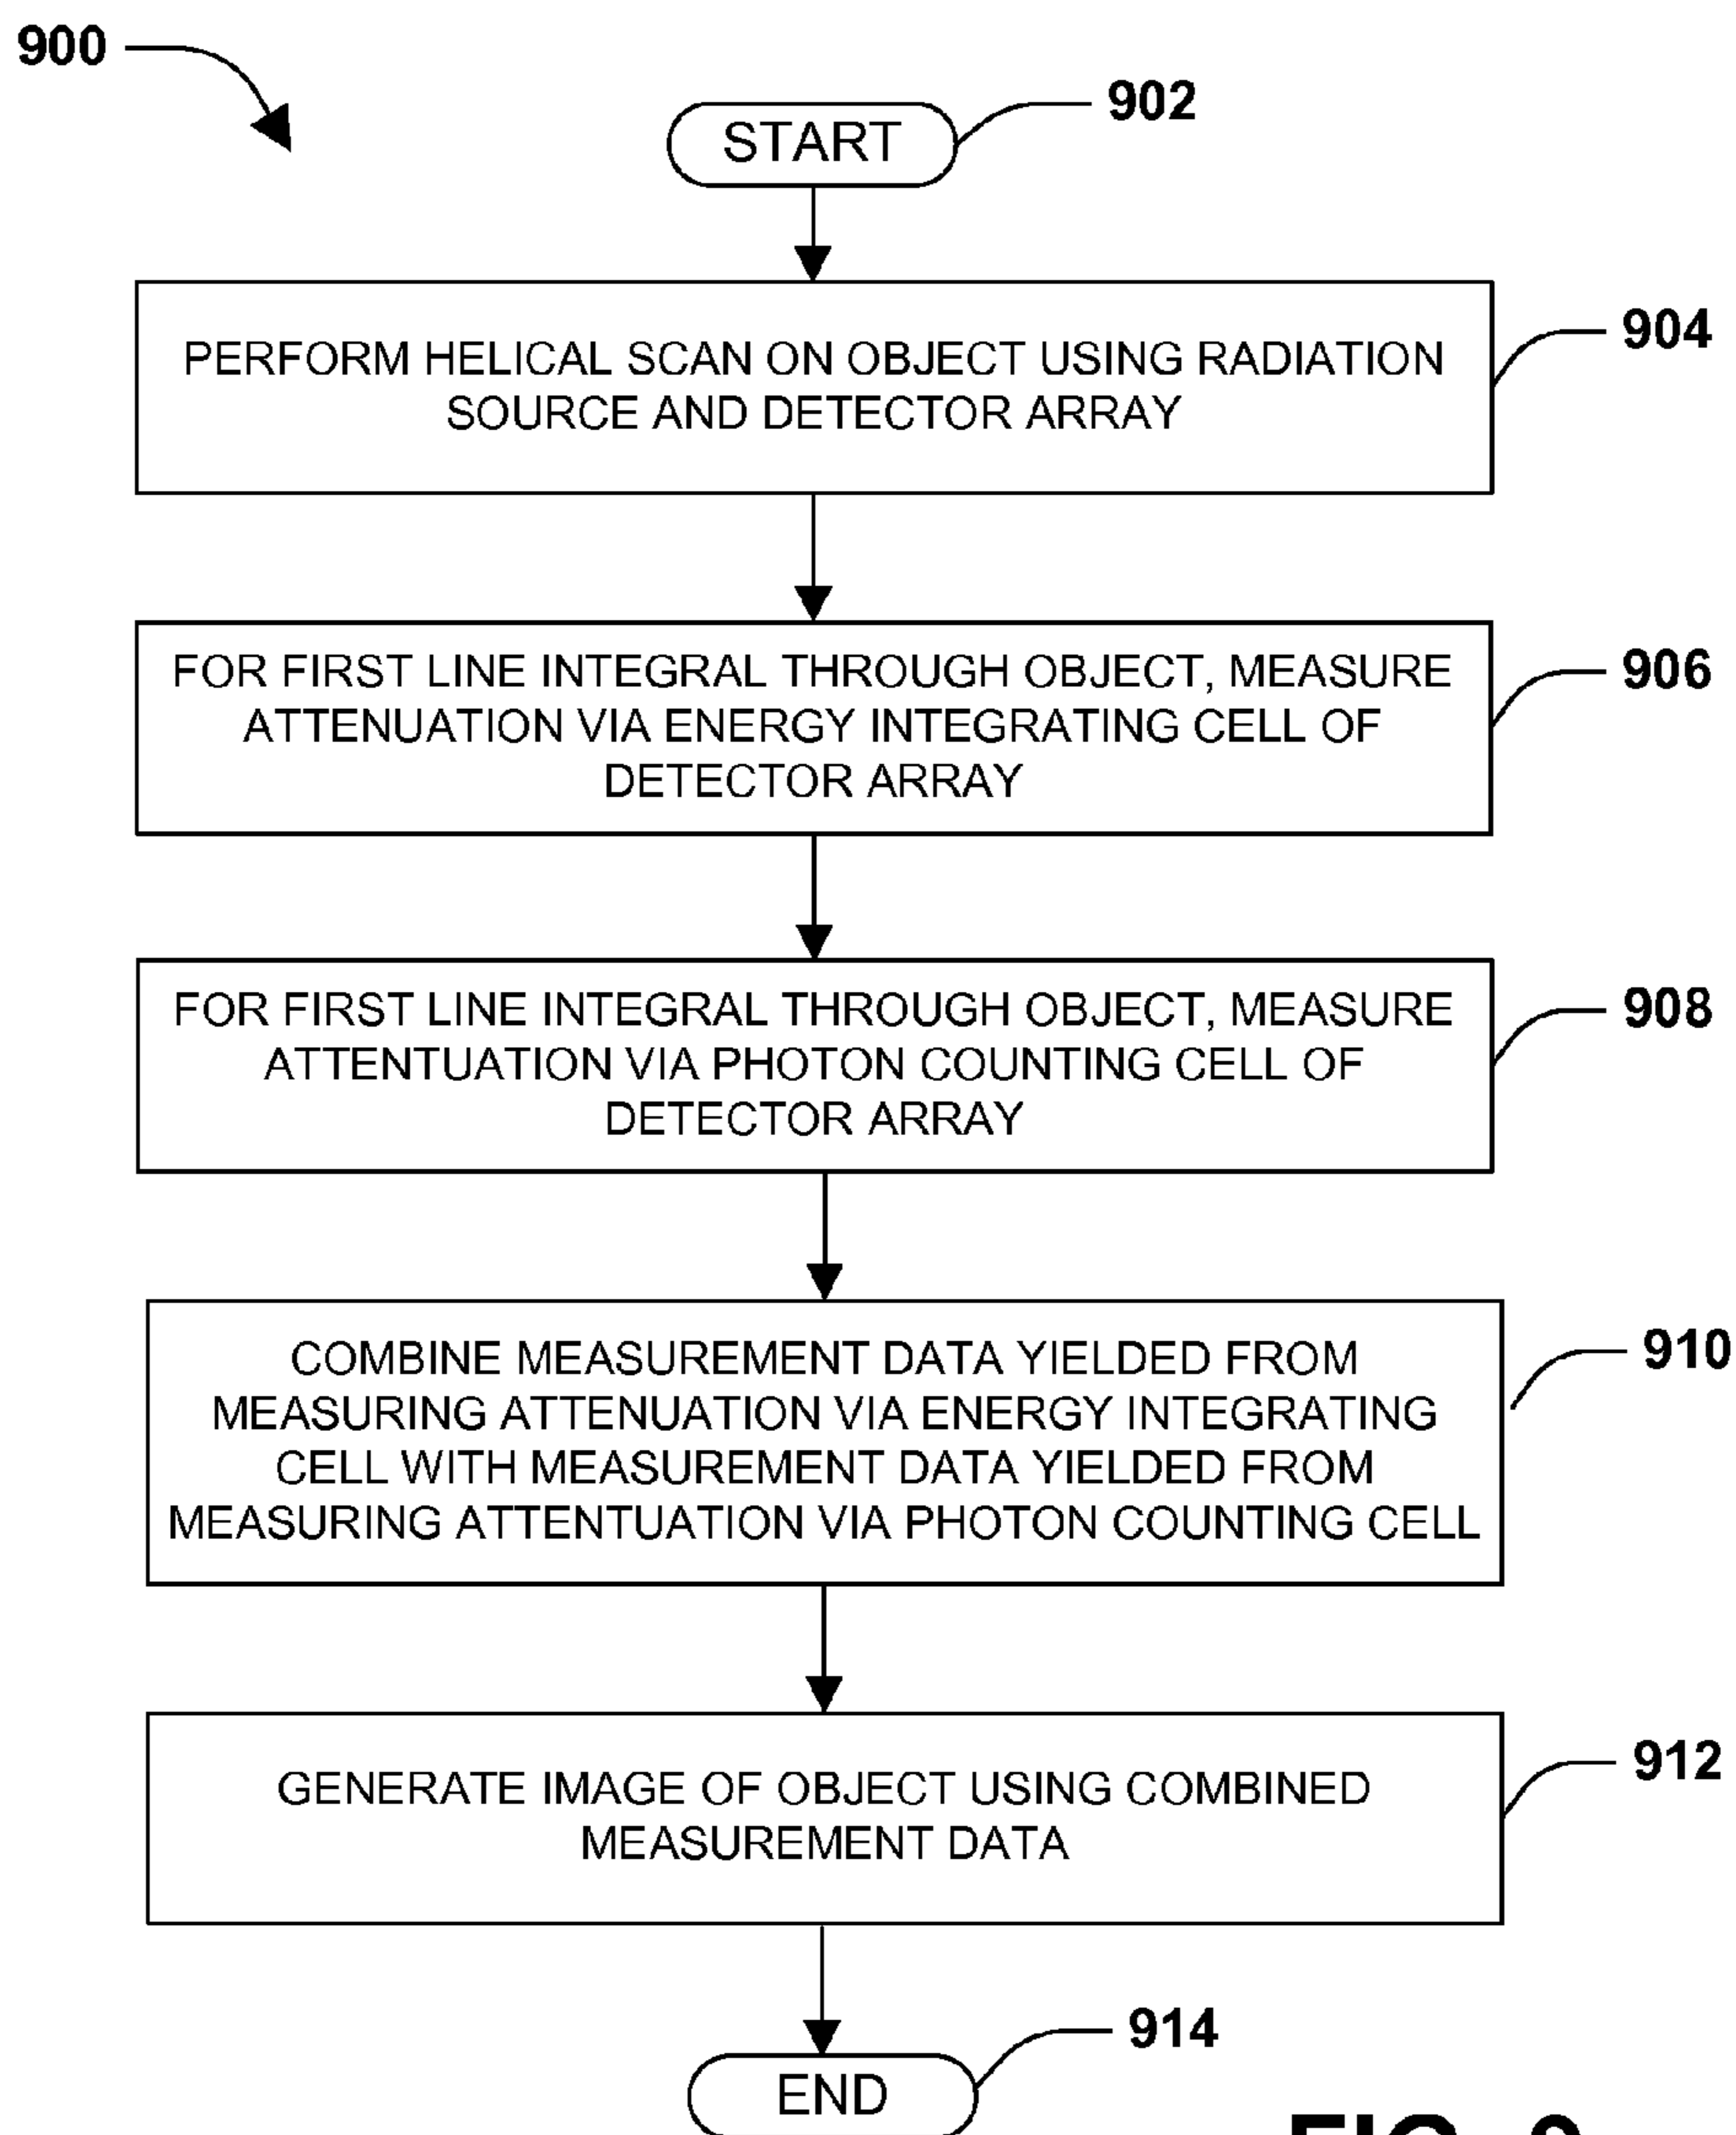 900
START
902
PERFORM HELICAL SCAN ON OBJECT USING RADIATION
SOURCE AND DETECTOR ARRAY
904
FOR FIRST LINE INTEGRAL THROUGH OBJECT, MEASURE
ATTENUATION VIA ENERGY INTEGRATING CELL OF
DETECTOR ARRAY
906
FOR FIRST LINE INTEGRAL THROUGH OBJECT, MEASURE
ATTENTUATION VIA PHOTON COUNTING CELL OF
DETECTOR ARRAY
908
COMBINE MEASUREMENT DATA YIELDED FROM
MEASURING ATTENUATION VIA ENERGY INTEGRATING
CELL WITH MEASUREMENT DATA YIELDED FROM
MEASURING ATTENTUATION VIA PHOTON COUNTING CELL
910
GENERATE IMAGE OF OBJECT USING COMBINED
MEASUREMENT DATA
912
END
914
FIG.